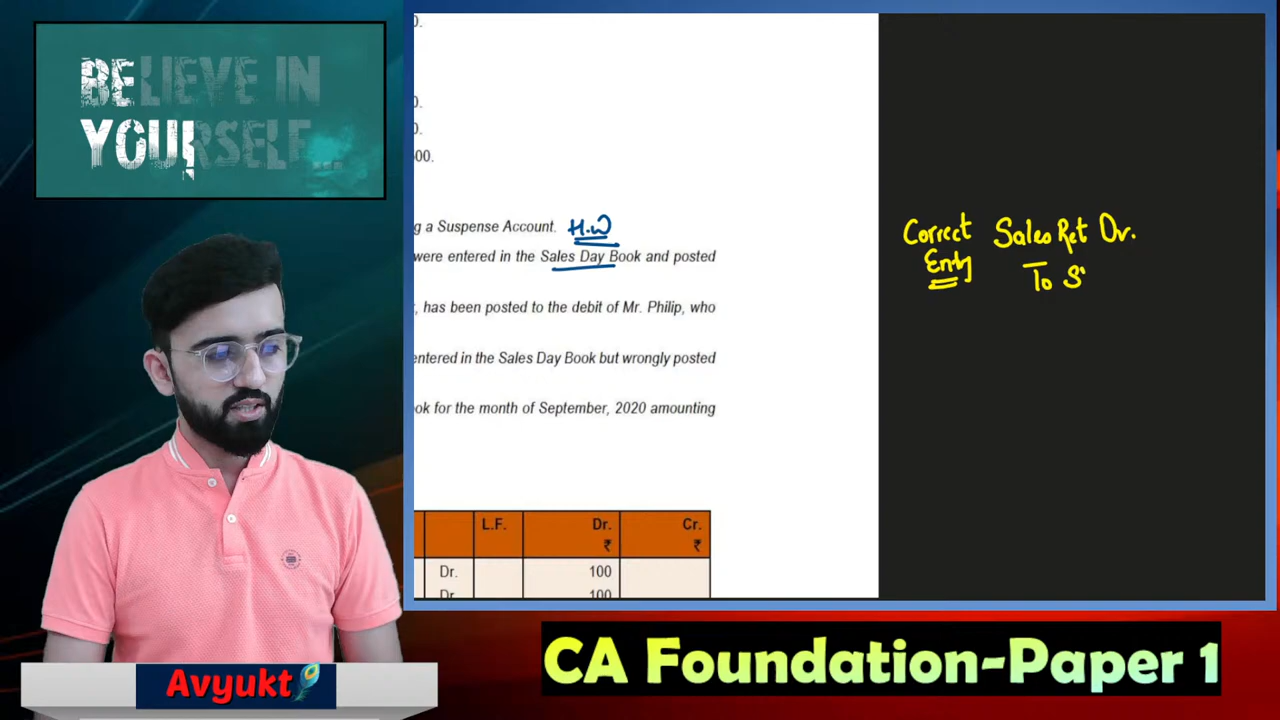 BELIEVE IN
YOURSELF...
0.
0.
0.
600.
g a Suspense Account. H.W
were entered in the Sales Day Book and posted
, has been posted to the debit of Mr. Philip, who
entered in the Sales Day Book but wrongly posted
ok for the month of September, 2020 amounting
L.F. Dr. Cr.
₹ ₹
Dr. 100
Dr. 100
Correct Sales Ret Dr.
Entry To S
Avyukt
CA Foundation-Paper 1